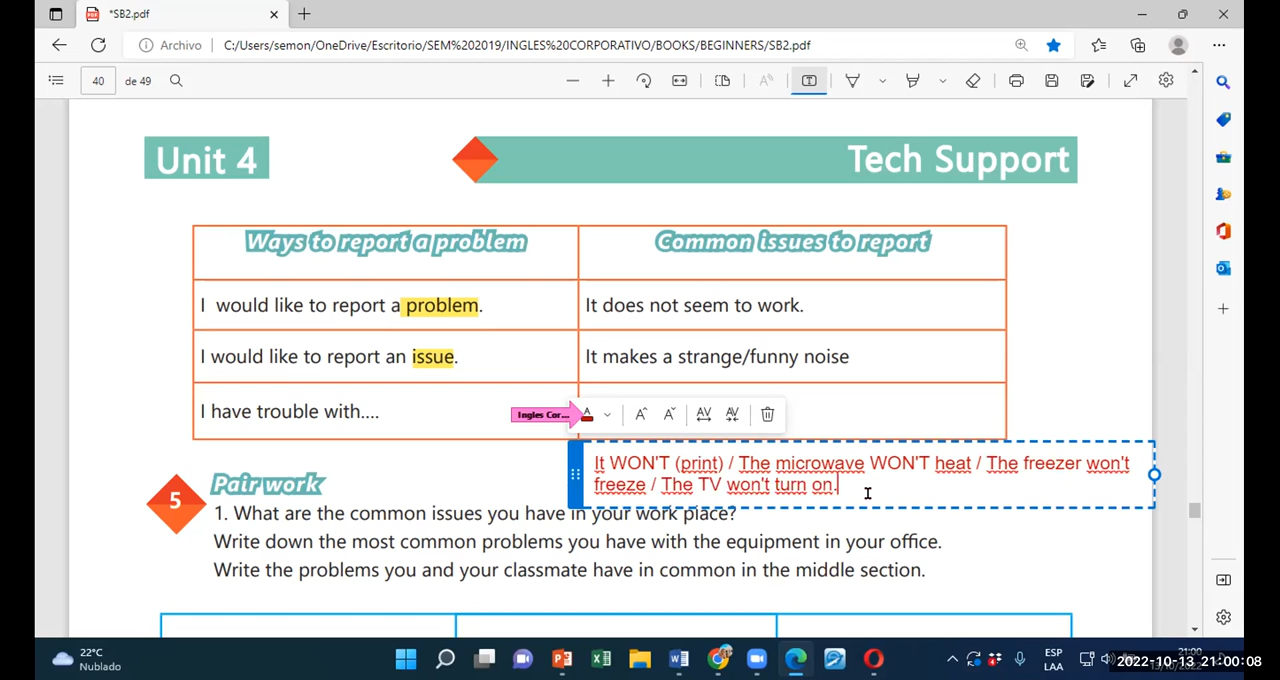 *SB2.pdf
Archivo C:/Users/semon/OneDrive/Escritorio/SEM%202019/INGLES%20CORPORATIVO/BOOKS/BEGINNERS/SB2.pdf
40 de 49
Unit 4 Tech Support
Ways to report a problem Common issues to report
I would like to report a problem. It does not seem to work.
I would like to report an issue. It makes a strange/funny noise
I have trouble with....
Ingles Cor...
It WON'T (print) / The microwave WON'T heat / The freezer won't
freeze / The TV won't turn on.
5 Pair work
1. What are the common issues you have in your work place?
Write down the most common problems you have with the equipment in your office.
Write the problems you and your classmate have in common in the middle section.
22°C
Nublado
ESP
LAA
21:00
2022-10-13 21:00:08